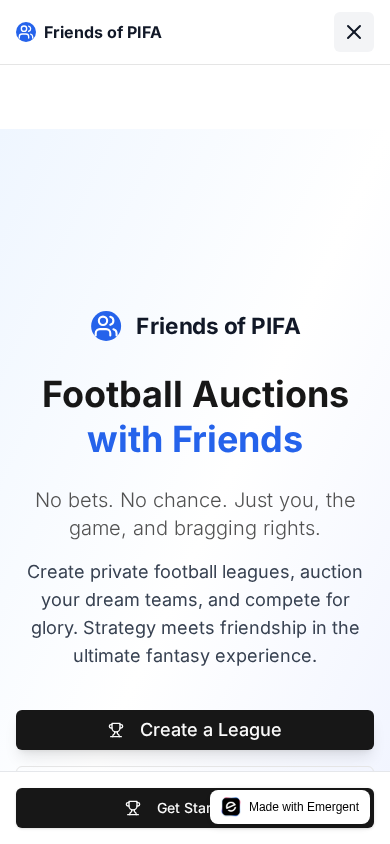 Friends of PIFA
Friends of PIFA
Football Auctions
with Friends
No bets. No chance. Just you, the
game, and bragging rights.
Create private football leagues, auction
your dream teams, and compete for
glory. Strategy meets friendship in the
ultimate fantasy experience.
Create a League
Get
Made with Emergent